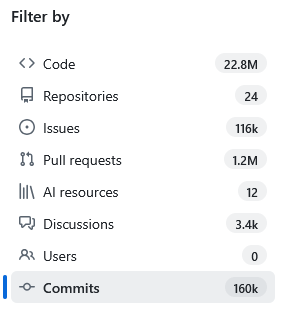 Filter by
Code 22.8M
Repositories 24
Issues 116k
Pull requests 1.2M
AI resources 12
Discussions 3.4k
Users 0
Commits 160k